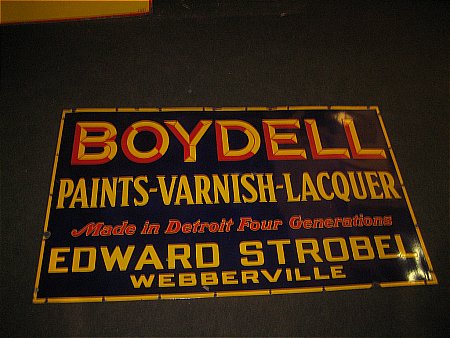 BOYDELL
PAINTS-VARNISH-LACQUER
Made in Detroit Four Generations
EDWARD STROBEL
WEBBERVILLE